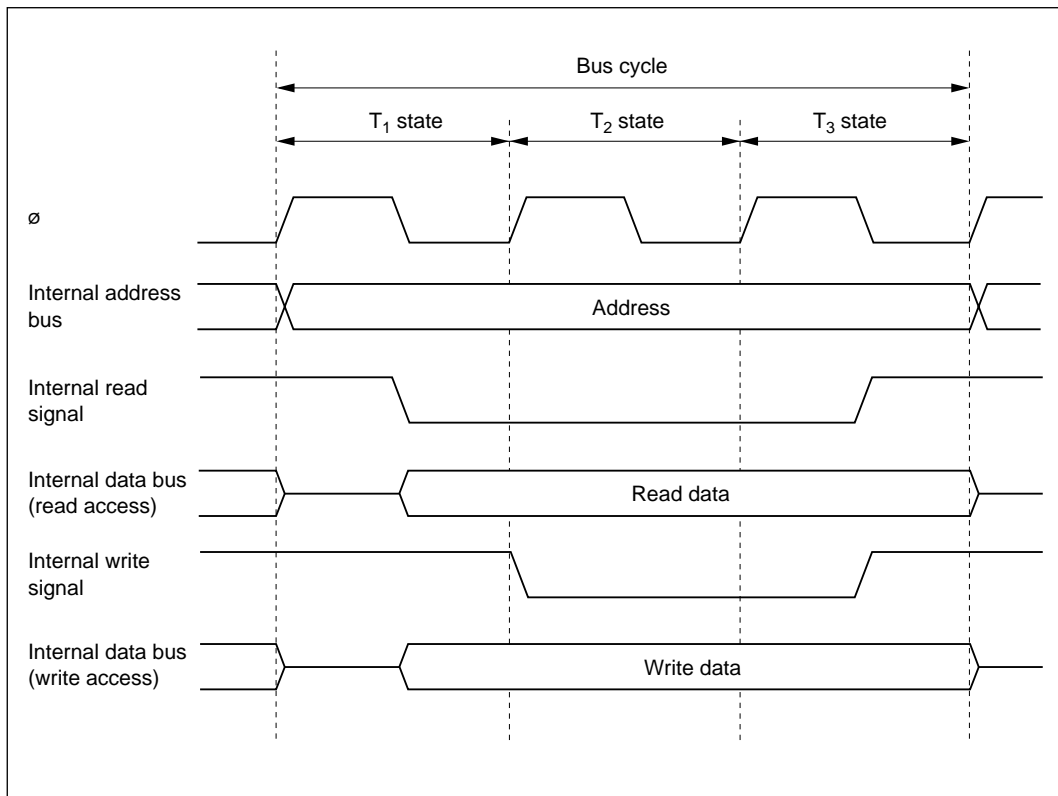 Bus cycle
T₁ state
T₂ state
T₃ state
ø
Internal address
bus
Address
Internal read
signal
Internal data bus
(read access)
Read data
Internal write
signal
Internal data bus
(write access)
Write data